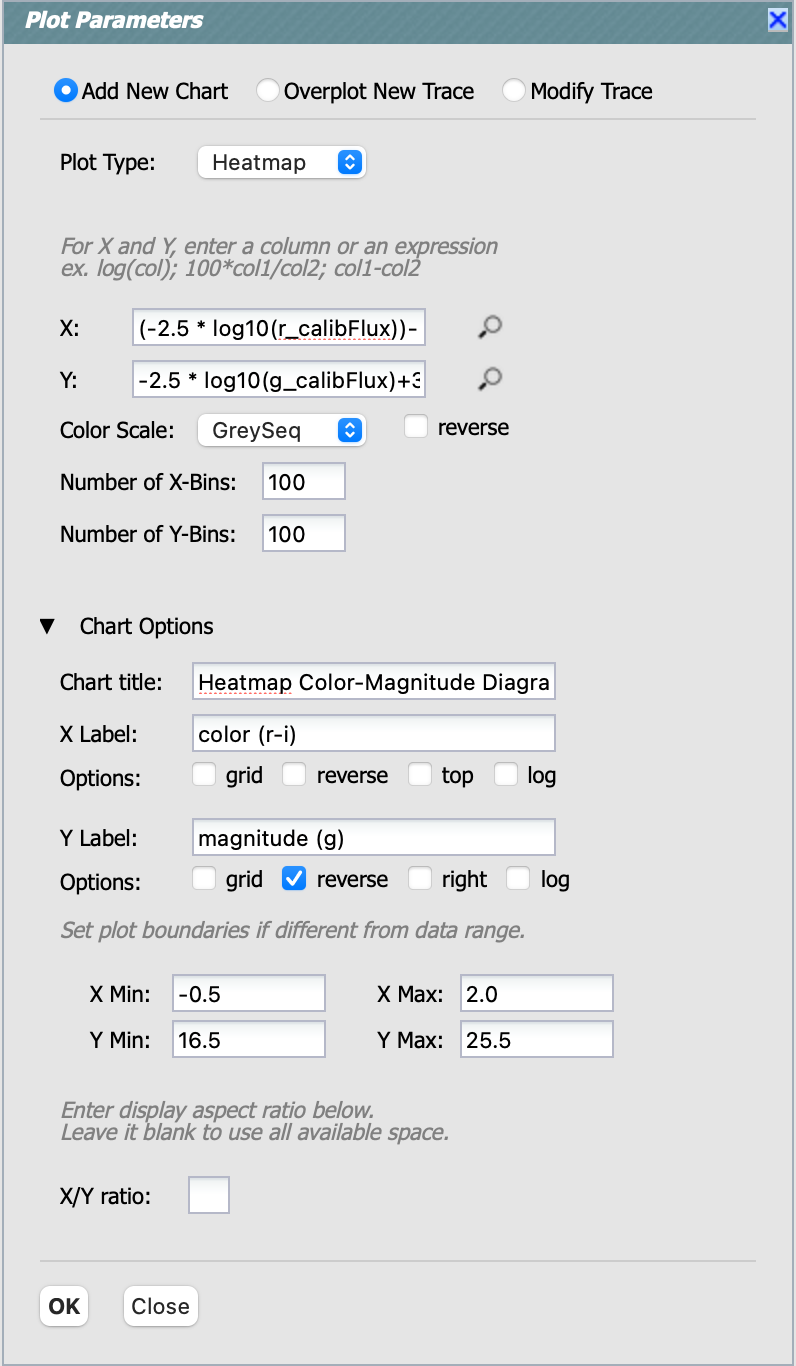 Plot Parameters
Add New Chart Overplot New Trace Modify Trace
Plot Type: Heatmap
For X and Y, enter a column or an expression
ex. log(col); 100*col1/col2; col1-col2
X: (-2.5 * log10(r_calibFlux))-
Y: -2.5 * log10(g_calibFlux)+3
Color Scale: GreySeq reverse
Number of X-Bins: 100
Number of Y-Bins: 100
▼ Chart Options
Chart title: Heatmap Color-Magnitude Diagra
X Label: color (r-i)
Options: grid reverse top log
Y Label: magnitude (g)
Options: grid reverse right log
Set plot boundaries if different from data range.
X Min: -0.5 X Max: 2.0
Y Min: 16.5 Y Max: 25.5
Enter display aspect ratio below.
Leave it blank to use all available space.
X/Y ratio:
OK Close